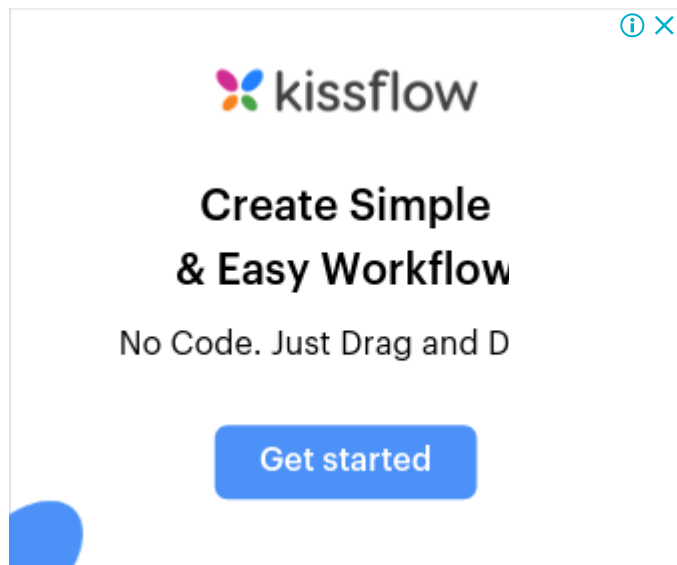 kissflow
Create Simple
& Easy Workflow
No Code. Just Drag and D
Get started